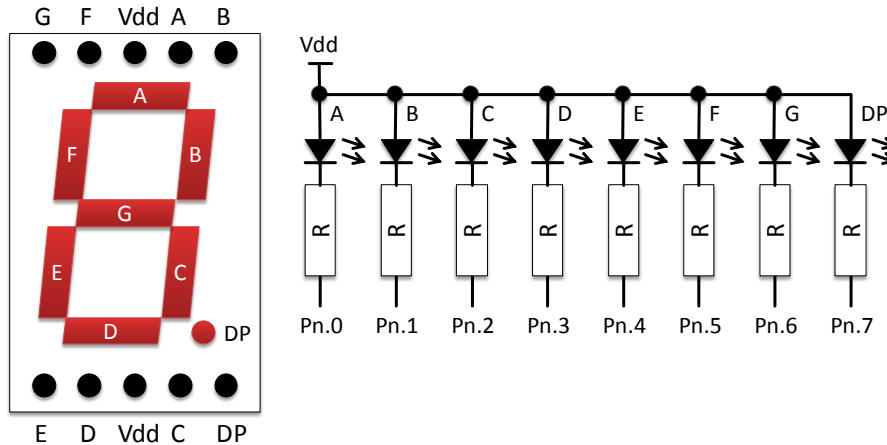 G F Vdd A B
A
F
B
G
E
C
D
DP
E D Vdd C DP
Vdd
A B C D E F G DP
R R R R R R R R
Pn.0 Pn.1 Pn.2 Pn.3 Pn.4 Pn.5 Pn.6 Pn.7